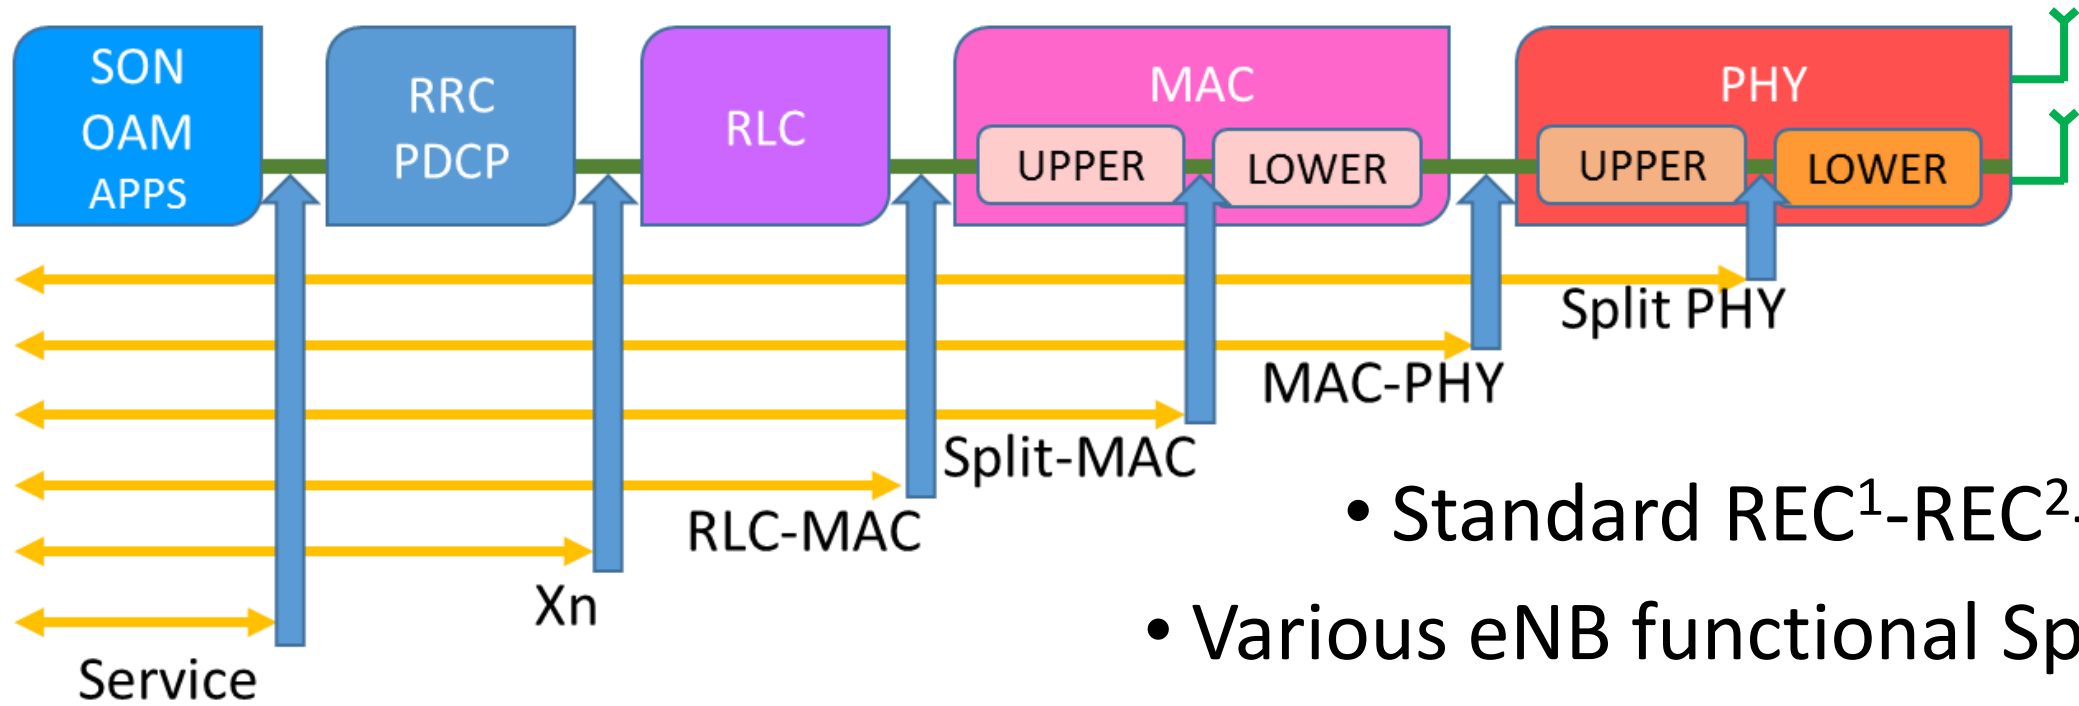 SON
OAM
APPS
RRC
PDCP
RLC
MAC
UPPER
LOWER
PHY
UPPER
LOWER
Split PHY
MAC-PHY
Split-MAC
RLC-MAC
Xn
Service
• Standard REC¹-REC²-
• Various eNB functional Sp